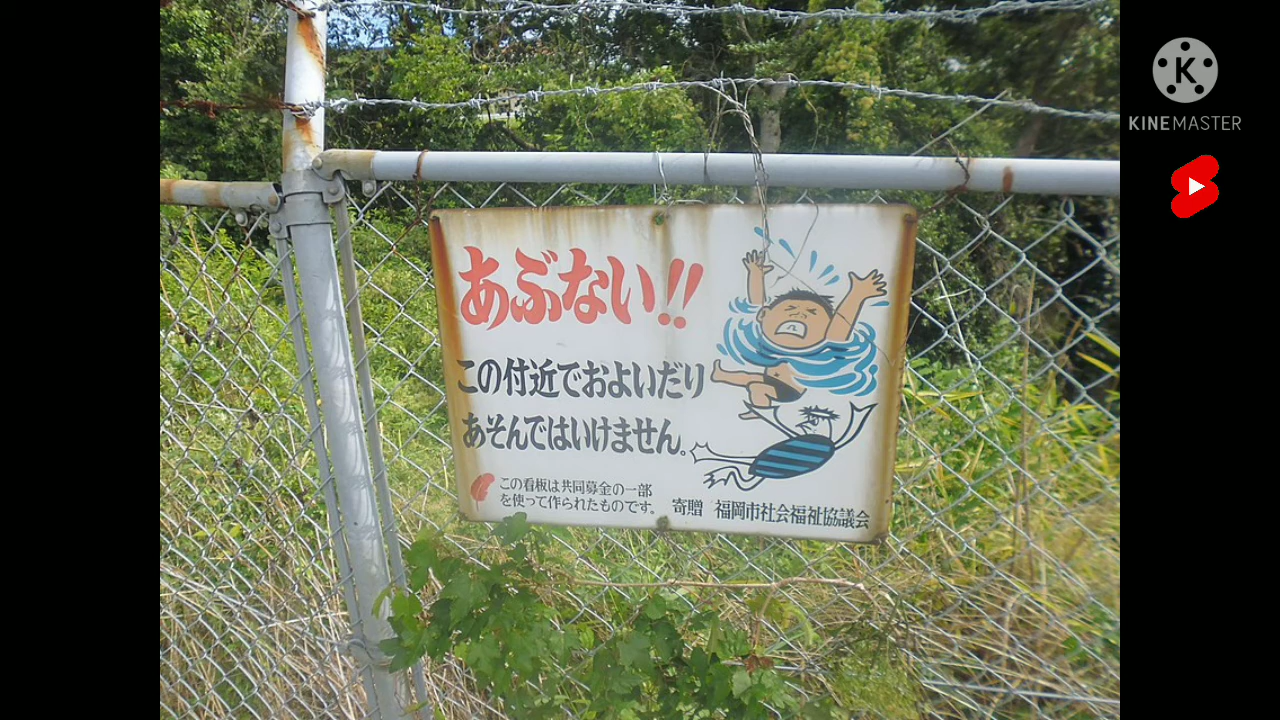 KINEMASTER
あぶない!!
この付近でおよいだり
あそんではいけません。
この看板は共同募金の一部
を使って作られたものです。
寄贈 福岡市社会福祉協議会